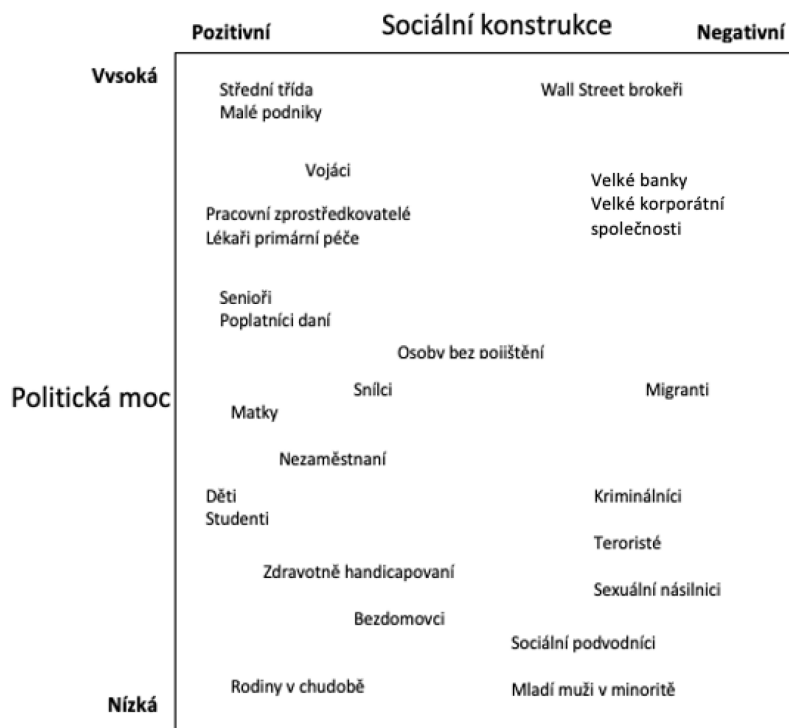 Sociální konstrukce
Pozitivní
Negativní
Vvsoká
Střední třída
Malé podniky
Wall Street brokeři
Vojáci
Velké banky
Velké korporátní
společnosti
Pracovní zprostředkovatelé
Lékaři primární péče
Senioři
Poplatníci daní
Osoby bez pojištění
Politická moc
Snílci
Migranti
Matky
Nezaměstnaní
Děti
Studenti
Kriminálníci
Teroristé
Zdravotně handicapovaní
Sexuální násilnici
Bezdomovci
Sociální podvodníci
Rodiny v chudobě
Mladí muži v minoritě
Nízká